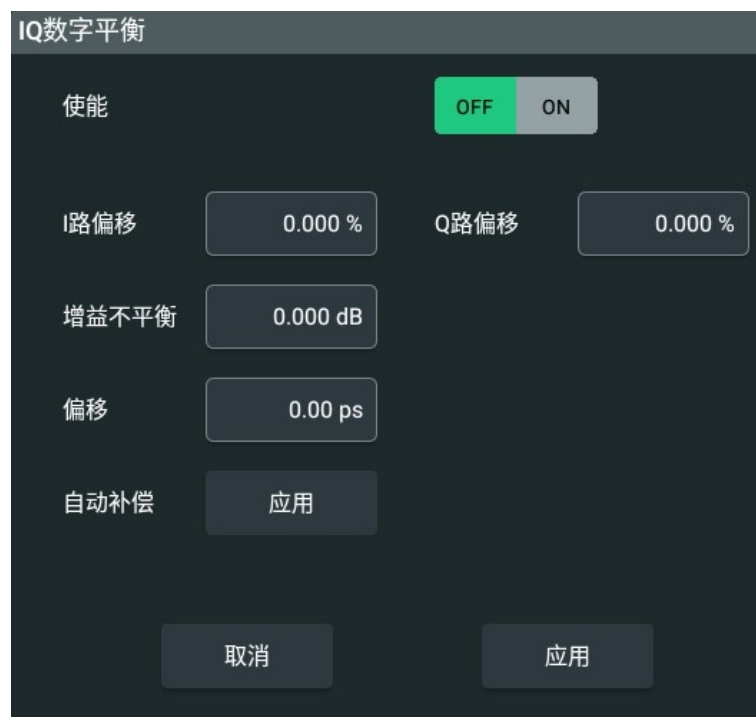 IQ数字平衡
使能 OFF ON
I路偏移 0.000 % Q路偏移 0.000 %
增益不平衡 0.000 dB
偏移 0.00 ps
自动补偿 应用
取消 应用